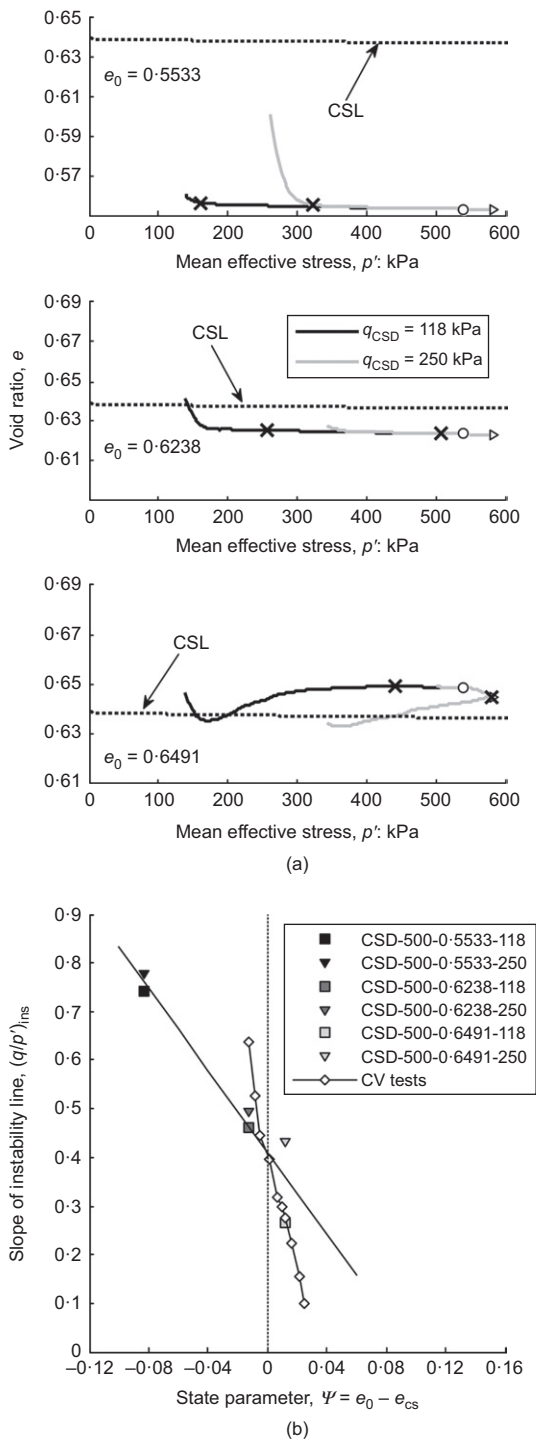 0·65
0·63
0·61
0·59
0·57
e0 = 0·5533
CSL
0 100 200 300 400 500 600
Mean effective stress, p′: kPa
Void ratio, e
0·69
0·67
0·65
0·63
0·61
CSL
qCSD = 118 kPa
qCSD = 250 kPa
e0 = 0·6238
0 100 200 300 400 500 600
Mean effective stress, p′: kPa
0·69
0·67
0·65
0·63
0·61
CSL
e0 = 0·6491
0 100 200 300 400 500 600
Mean effective stress, p′: kPa
(a)
Slope of instability line, (q/p′)ins
0·9
0·8
0·7
0·6
0·5
0·4
0·3
0·2
0·1
0
CSD-500-0·5533-118
CSD-500-0·5533-250
CSD-500-0·6238-118
CSD-500-0·6238-250
CSD-500-0·6491-118
CSD-500-0·6491-250
CV tests
–0·12 –0·08 –0·04 0 0·04 0·08 0·12 0·16
State parameter, Ψ = e0 – ecs
(b)